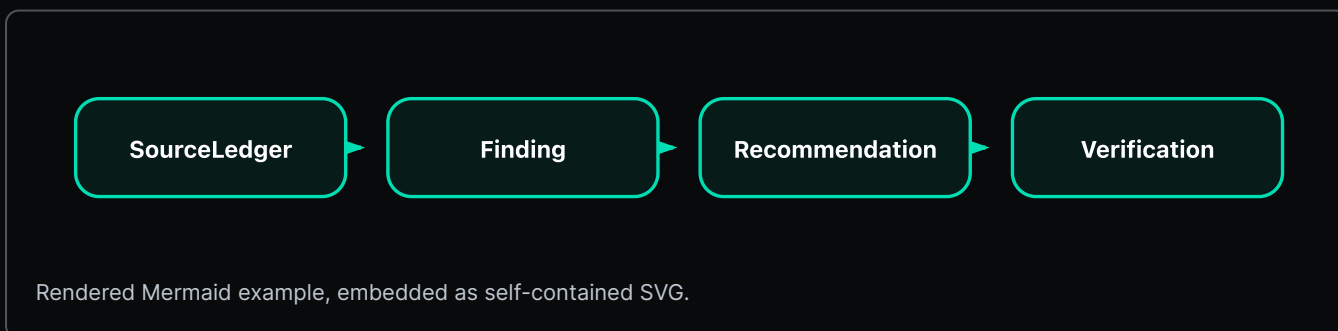 SourceLedger
Finding
Recommendation
Verification
Rendered Mermaid example, embedded as self-contained SVG.